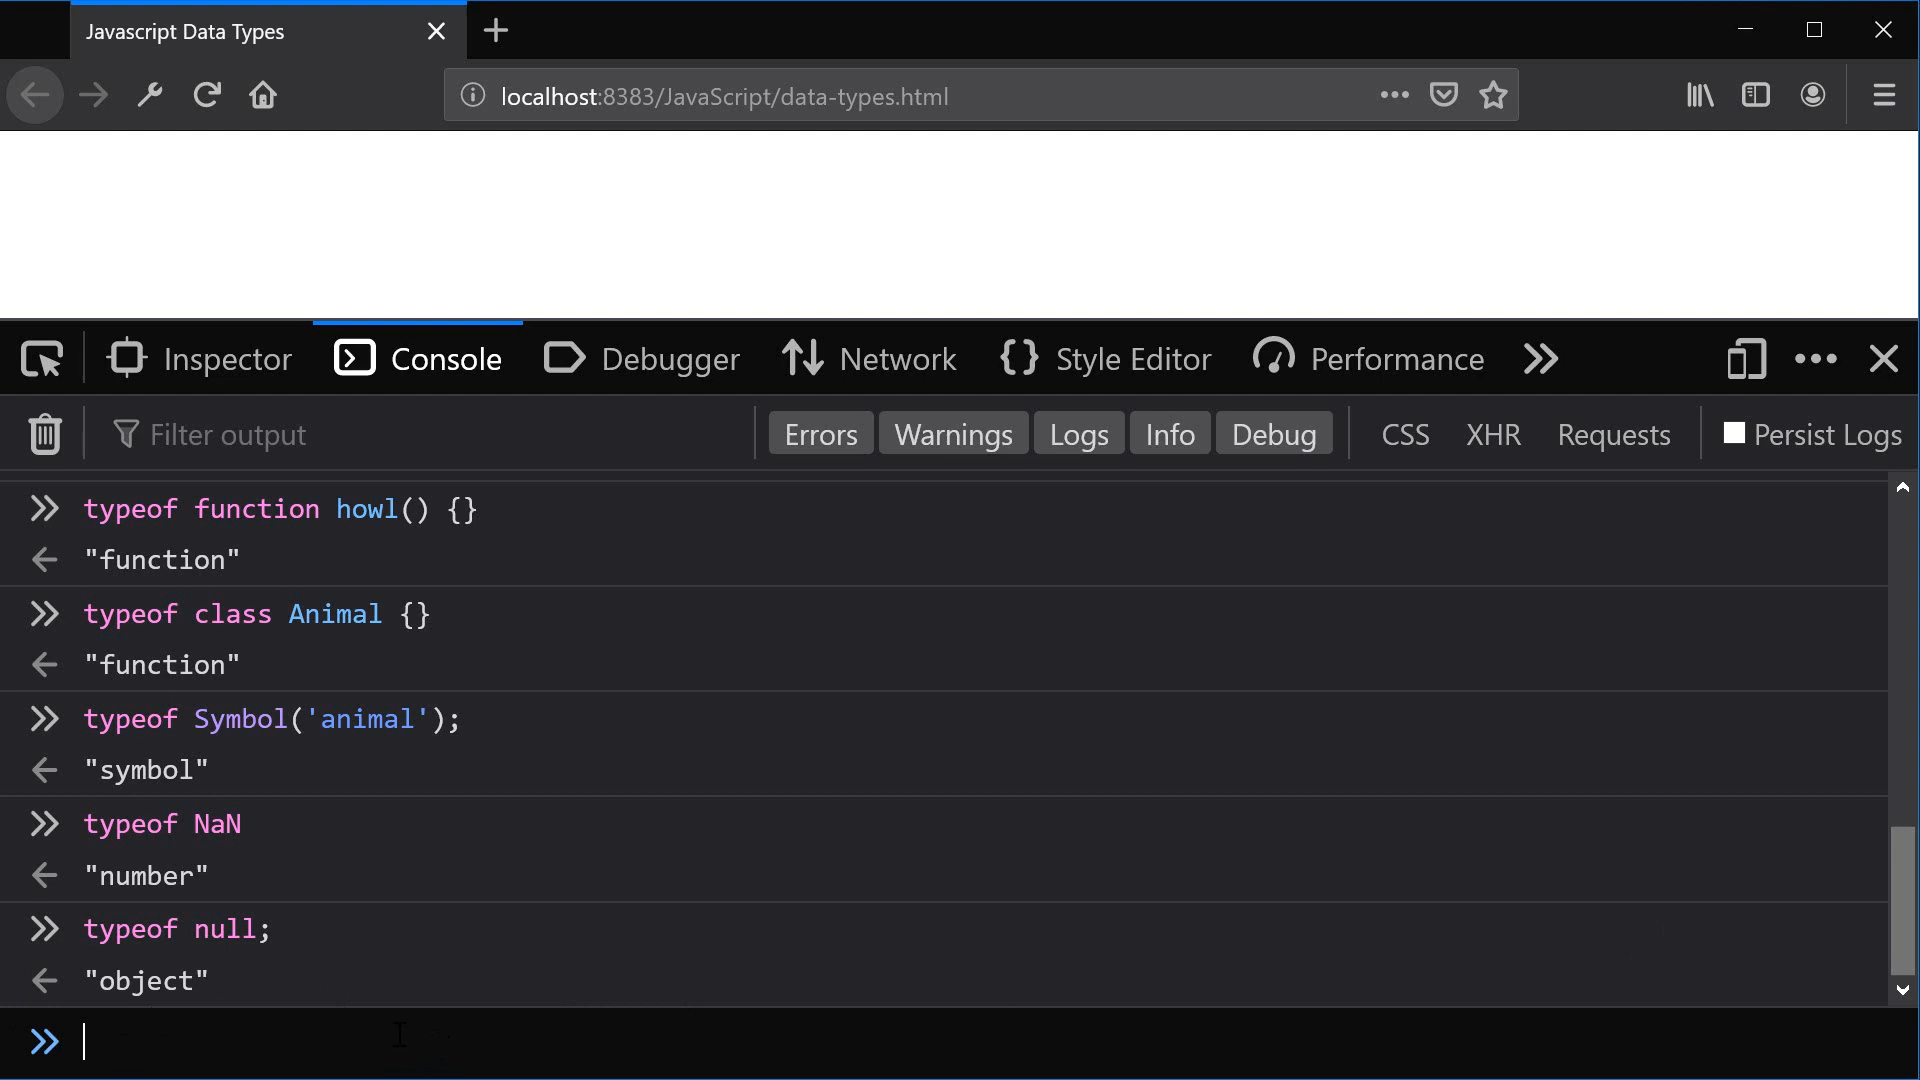 Javascript Data Types
localhost:8383/JavaScript/data-types.html
Inspector Console Debugger Network Style Editor Performance
Filter output Errors Warnings Logs Info Debug CSS XHR Requests Persist Logs
typeof function howl() {}
"function"
typeof class Animal {}
"function"
typeof Symbol('animal');
"symbol"
typeof NaN
"number"
typeof null;
"object"